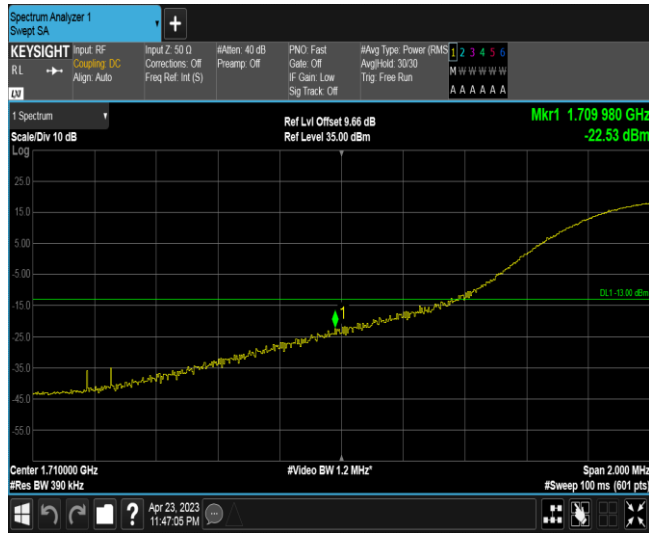 Spectrum Analyzer 1
Swept SA
+
KEYSIGHT
RL
LXI
Input: RF
Coupling: DC
Align: Auto
Input Z: 50 Ω
Corrections: Off
Freq Ref: Int (S)
#Atten: 40 dB
Preamp: Off
PNO: Fast
Gate: Off
IF Gain: Low
Sig Track: Off
#Avg Type: Power (RMS
Avg|Hold: 30/30
Trig: Free Run
1 2 3 4 5 6
M W W W W W
A A A A A A
1 Spectrum
Scale/Div 10 dB
Ref Lvl Offset 9.66 dB
Ref Level 35.00 dBm
Mkr1 1.709 980 GHz
-22.53 dBm
Log
25.0
15.0
5.00
-5.00
DL1 -13.00 dBm
-15.0
1
-25.0
-35.0
-45.0
-55.0
Center 1.710000 GHz
#Video BW 1.2 MHz*
Span 2.000 MHz
#Res BW 390 kHz
#Sweep 100 ms (601 pts)
?
Apr 23, 2023
11:47:05 PM